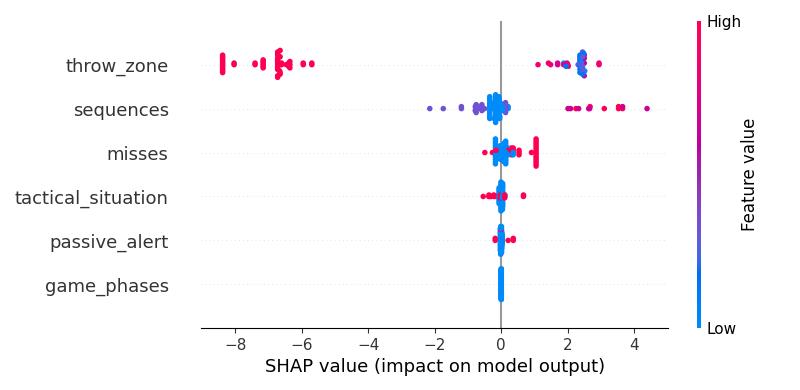 High
throw_zone
sequences
misses
tactical_situation
passive_alert
game_phases
Feature value
Low
−8 −6 −4 −2 0 2 4
SHAP value (impact on model output)